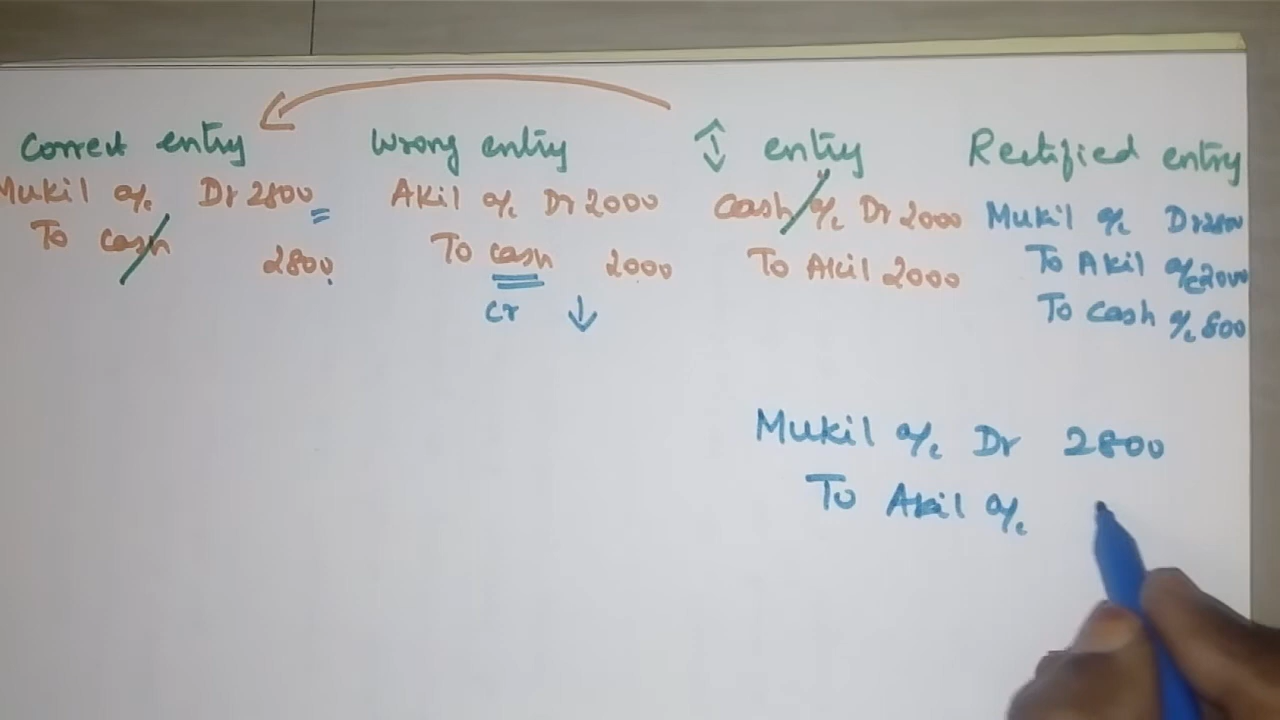 Correct entry
Mukil a/c Dr 2800
To cash
2800
Wrong entry
Akil a/c Dr 2000
To cash 2000
Cr ↓
↕ entry
Cash a/c Dr 2000
To Akil 2000
Rectified entry
Mukil a/c Dr 2800
To Akil a/c 2000
To cash a/c 800
Mukil a/c Dr 2800
To Akil a/c